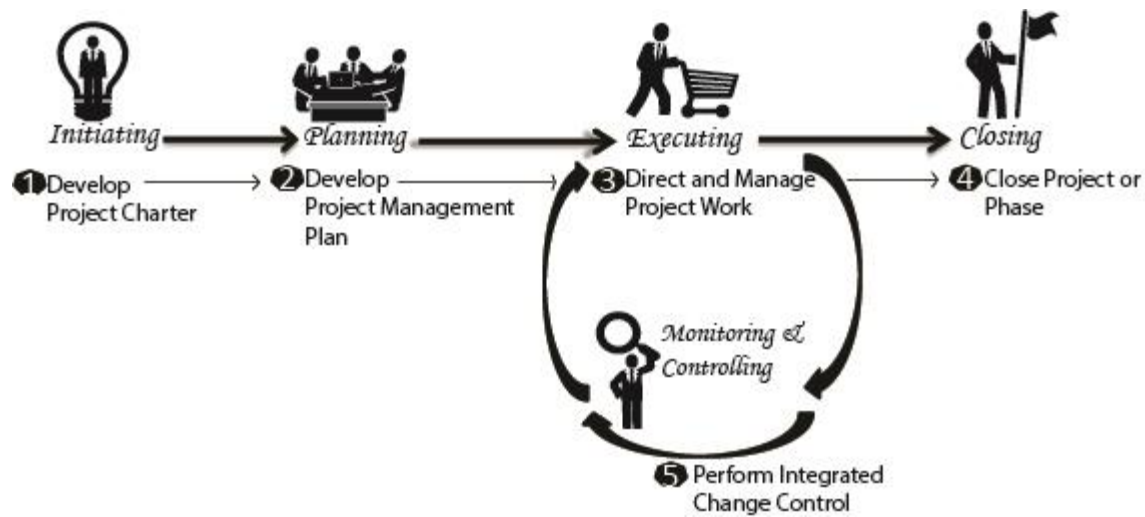 Initiating
Planning
Executing
Closing
1 Develop
Project Charter
2 Develop
Project Management
Plan
3 Direct and Manage
Project Work
4 Close Project or
Phase
Monitoring &
Controlling
5 Perform Integrated
Change Control